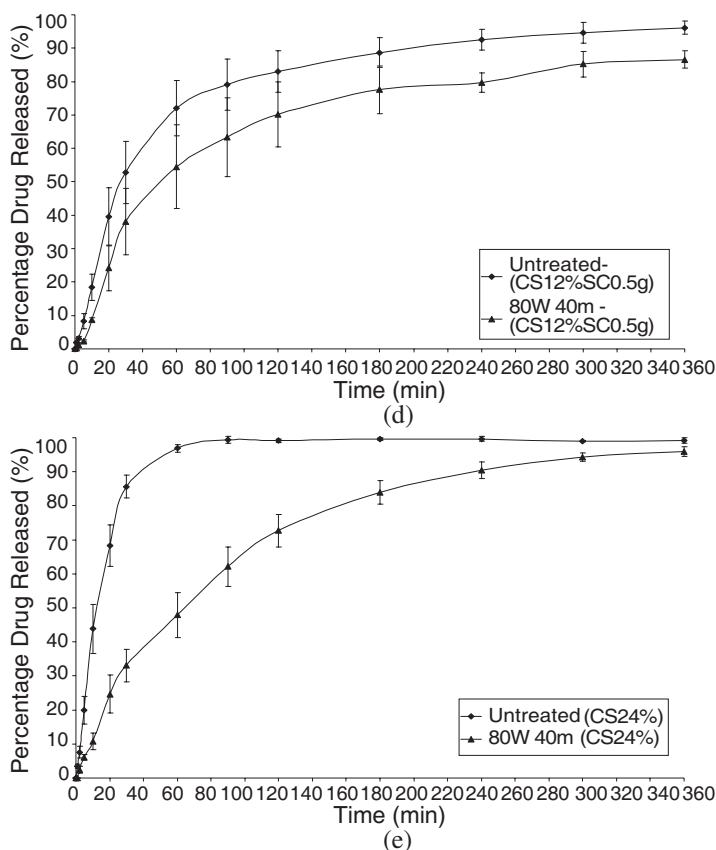 Percentage Drug Released (%)
100
90
80
70
60
50
40
30
20
10
0
Untreated-
(CS12%SC0.5g)
80W 40m -
(CS12%SC0.5g)
0 20 40 60 80 100 120 140 160 180 200 220 240 260 280 300 320 340 360
Time (min)
(d)
Percentage Drug Released (%)
100
90
80
70
60
50
40
30
20
10
0
Untreated (CS24%)
80W 40m (CS24%)
0 20 40 60 80 100 120 140 160 180 200 220 240 260 280 300 320 340 360
Time (min)
(e)